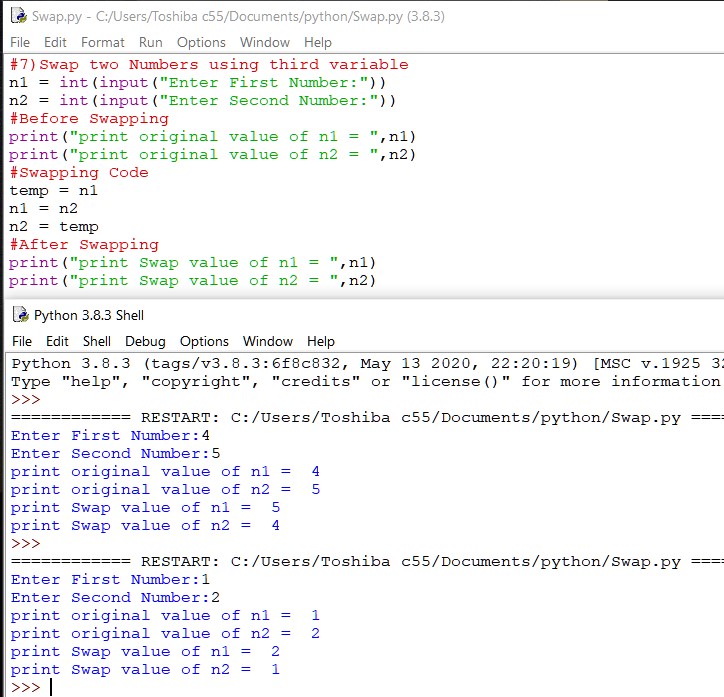 Swap.py - C:/Users/Toshiba c55/Documents/python/Swap.py (3.8.3)
File Edit Format Run Options Window Help
#7)Swap two Numbers using third variable
n1 = int(input("Enter First Number:"))
n2 = int(input("Enter Second Number:"))
#Before Swapping
print("print original value of n1 = ",n1)
print("print original value of n2 = ",n2)
#Swapping Code
temp = n1
n1 = n2
n2 = temp
#After Swapping
print("print Swap value of n1 = ",n1)
print("print Swap value of n2 = ",n2)
Python 3.8.3 Shell
File Edit Shell Debug Options Window Help
Python 3.8.3 (tags/v3.8.3:6f8c832, May 13 2020, 22:20:19) [MSC v.1925 32
Type "help", "copyright", "credits" or "license()" for more information
>>>
============ RESTART: C:/Users/Toshiba c55/Documents/python/Swap.py ====
Enter First Number:4
Enter Second Number:5
print original value of n1 =  4
print original value of n2 =  5
print Swap value of n1 =  5
print Swap value of n2 =  4
>>>
============ RESTART: C:/Users/Toshiba c55/Documents/python/Swap.py ====
Enter First Number:1
Enter Second Number:2
print original value of n1 =  1
print original value of n2 =  2
print Swap value of n1 =  2
print Swap value of n2 =  1
>>>